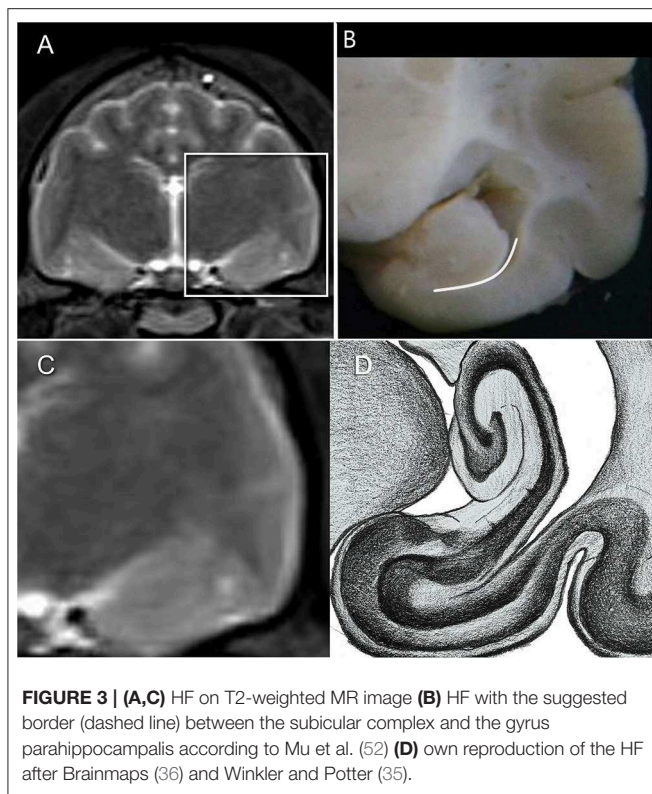 A
B
C
D
FIGURE 3 | (A,C) HF on T2-weighted MR image (B) HF with the suggested
border (dashed line) between the subicular complex and the gyrus
parahippocampalis according to Mu et al. (52) (D) own reproduction of the HF
after Brainmaps (36) and Winkler and Potter (35).